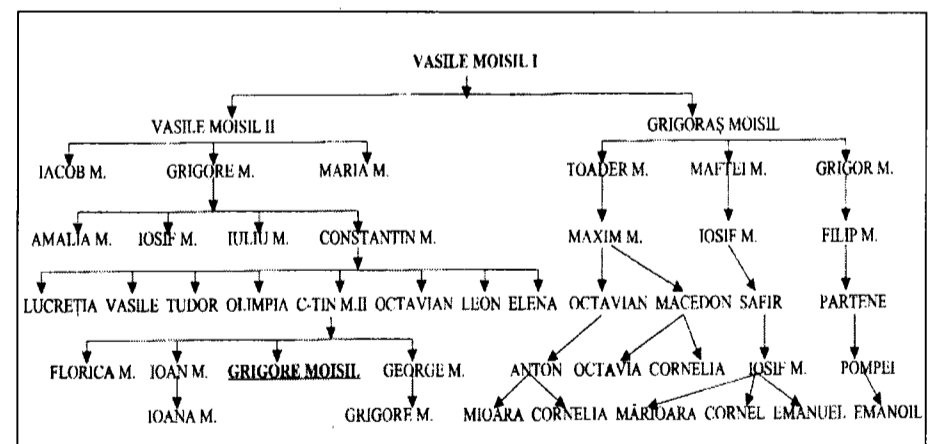 VASILE MOISIL I
VASILE MOISIL II GRIGORAȘ MOISIL
IACOB M. GRIGORE M. MARIA M. TOADER M. MAFTEI M. GRIGOR M.
AMALIA M. IOSIF M. IULIU M. CONSTANTIN M. MAXIM M. IOSIF M. FILIP M.
LUCREȚIA VASILE TUDOR OLIMPIA C-TIN M.II OCTAVIAN LEON ELENA OCTAVIAN MACEDON SAFIR PARTENE
FLORICA M. IOAN M. GRIGORE MOISIL GEORGE M. ANTON OCTAVIA CORNELIA IOSIF M. POMPEI
IOANA M. GRIGORE M. MIOARA CORNELIA MĂRIOARA CORNEL EMANUEL EMANOIL